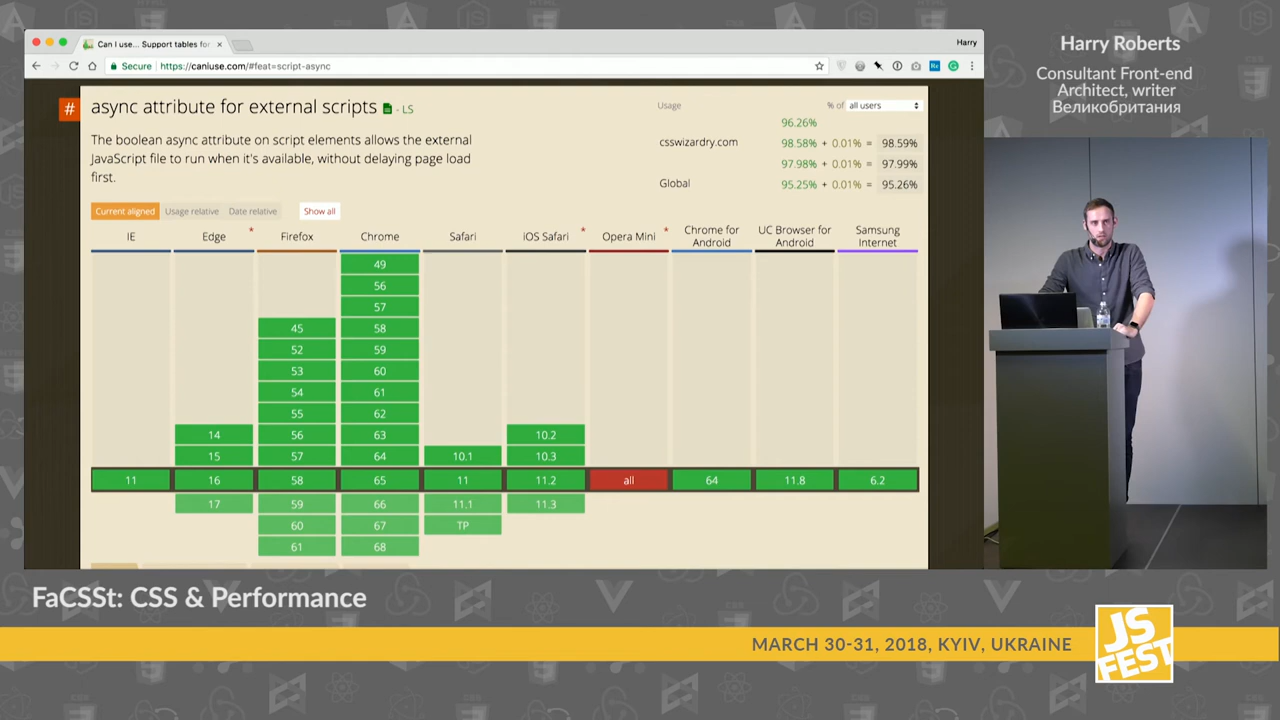 Harry Roberts
Consultant Front-end
Architect, writer
Великобритания
Can I use... Support tables for
Harry
Secure
https://caniuse.com/#feat=script-async
#
async attribute for external scripts
- LS
The boolean async attribute on script elements allows the external
JavaScript file to run when it's available, without delaying page load
first.
Usage
% of
all users
96.26%
csswizardry.com
98.58% + 0.01% = 98.59%
97.98% + 0.01% = 97.99%
Global
95.25% + 0.01% = 95.26%
Current aligned
Usage relative
Date relative
Show all
IE
Edge
*
Firefox
Chrome
Safari
iOS Safari
*
Opera Mini
*
Chrome for
Android
UC Browser for
Android
Samsung
Internet
49
56
57
45 58
52 59
53 60
54 61
55 62
14 56 63 10.2
15 57 64 10.1 10.3
11 16 58 65 11 11.2 all 64 11.8 6.2
17 59 66 11.1 11.3
60 67 TP
61 68
FaCSSt: CSS & Performance
MARCH 30-31, 2018, KYIV, UKRAINE
JS
FEST